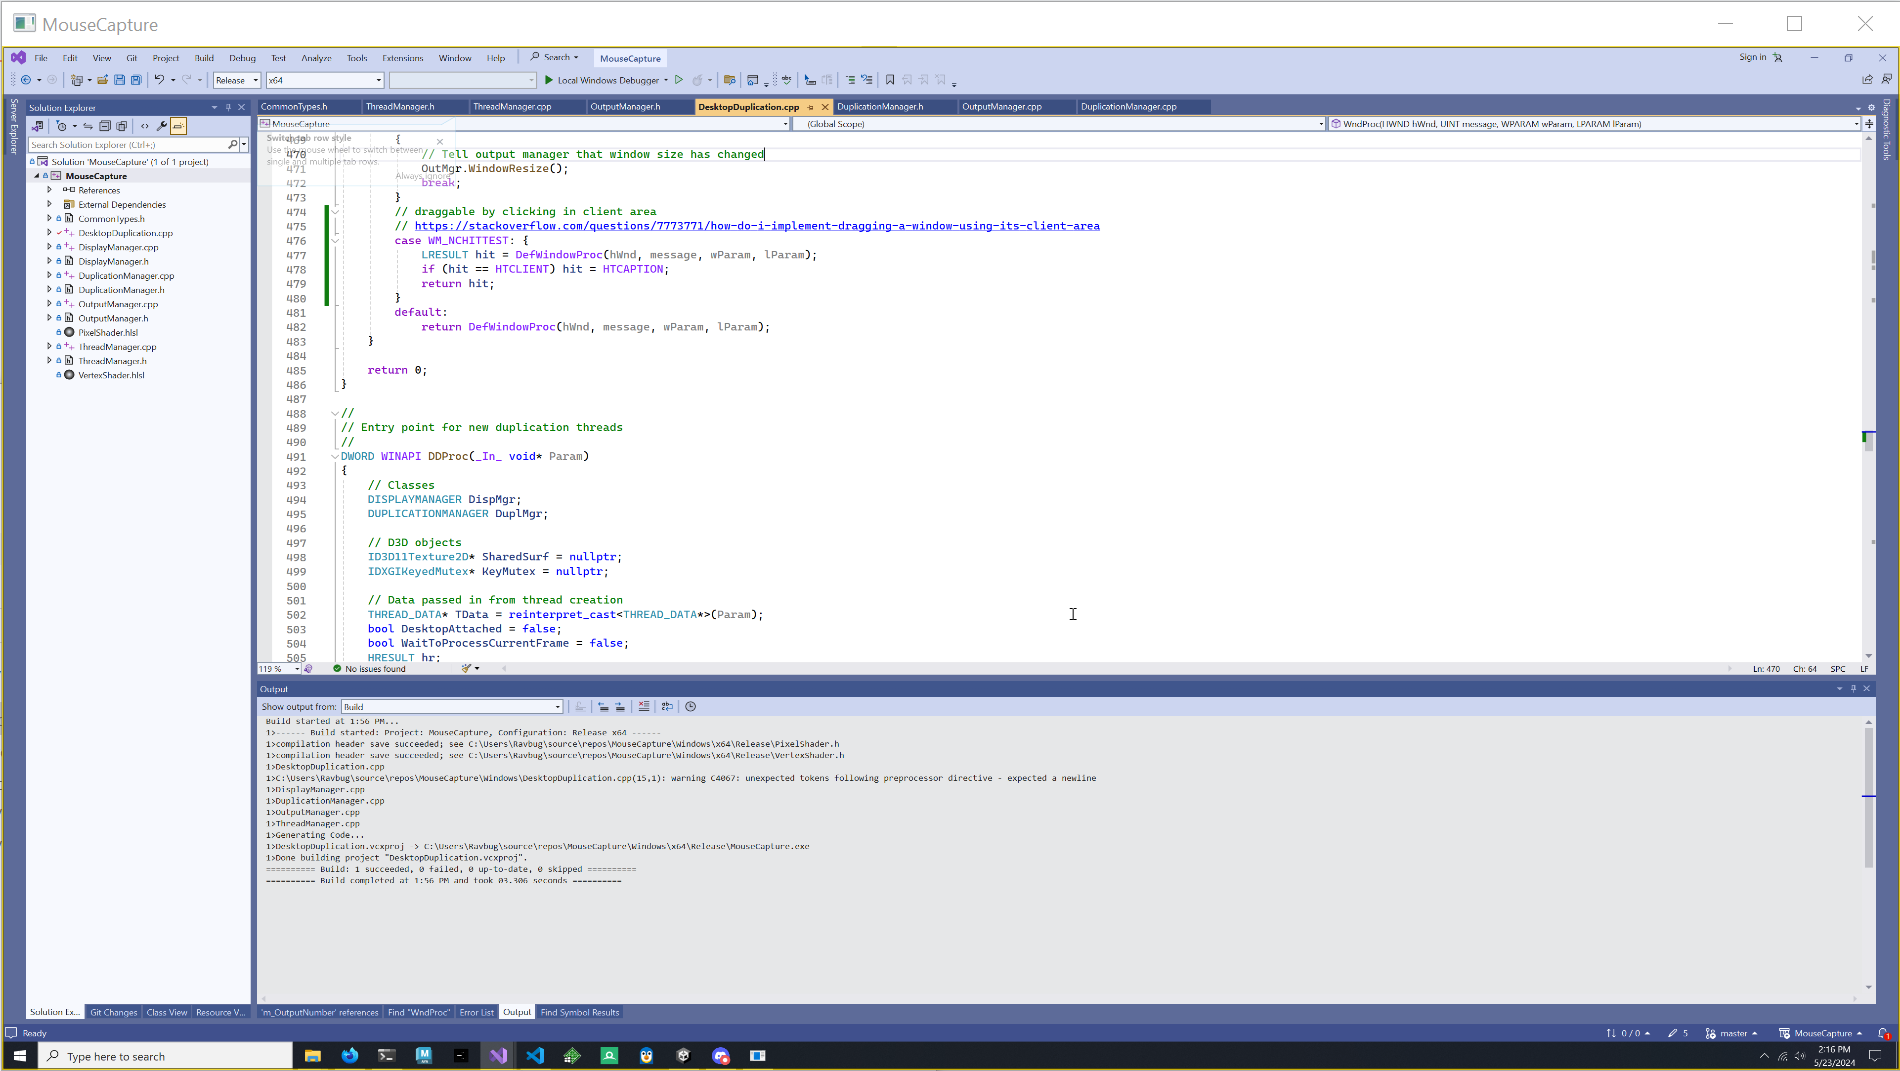 MouseCapture
File Edit View Git Project Build Debug Test Analyze Tools Extensions Window Help Search MouseCapture Sign in
Release x64 Local Windows Debugger
Server Explorer
Solution Explorer
Search Solution Explorer (Ctrl+;)
Solution 'MouseCapture' (1 of 1 project)
MouseCapture
References
External Dependencies
CommonTypes.h
DesktopDuplication.cpp
DisplayManager.cpp
DisplayManager.h
DuplicationManager.cpp
DuplicationManager.h
OutputManager.cpp
OutputManager.h
PixelShader.hlsl
ThreadManager.cpp
ThreadManager.h
VertexShader.hlsl
Solution Ex... Git Changes Class View Resource V...
CommonTypes.h ThreadManager.h ThreadManager.cpp OutputManager.h DesktopDuplication.cpp DuplicationManager.h OutputManager.cpp DuplicationManager.cpp
MouseCapture (Global Scope) WndProc(HWND hWnd, UINT message, WPARAM wParam, LPARAM lParam)
Switch tab row style
Use the mouse wheel to switch between
single and multiple tab rows.
Always ignore
469 {
470 // Tell output manager that window size has changed
471 OutMgr.WindowResize();
472 break;
473 }
474 // draggable by clicking in client area
475 // https://stackoverflow.com/questions/7773771/how-do-i-implement-dragging-a-window-using-its-client-area
476 case WM_NCHITTEST: {
477 LRESULT hit = DefWindowProc(hWnd, message, wParam, lParam);
478 if (hit == HTCLIENT) hit = HTCAPTION;
479 return hit;
480 }
481 default:
482 return DefWindowProc(hWnd, message, wParam, lParam);
483 }
484
485 return 0;
486 }
487
488 //
489 // Entry point for new duplication threads
490 //
491 DWORD WINAPI DDProc(_In_ void* Param)
492 {
493 // Classes
494 DISPLAYMANAGER DispMgr;
495 DUPLICATIONMANAGER DuplMgr;
496
497 // D3D objects
498 ID3D11Texture2D* SharedSurf = nullptr;
499 IDXGIKeyedMutex* KeyMutex = nullptr;
500
501 // Data passed in from thread creation
502 THREAD_DATA* TData = reinterpret_cast<THREAD_DATA*>(Param);
503 bool DesktopAttached = false;
504 bool WaitToProcessCurrentFrame = false;
505 HRESULT hr;
119 % No issues found Ln: 470 Ch: 64 SPC LF
Diagnostic Tools
Output
Show output from: Build
Build started at 1:56 PM...
1>------ Build started: Project: MouseCapture, Configuration: Release x64 ------
1>compilation header save succeeded; see C:\Users\Ravbug\source\repos\MouseCapture\Windows\x64\Release\PixelShader.h
1>compilation header save succeeded; see C:\Users\Ravbug\source\repos\MouseCapture\Windows\x64\Release\VertexShader.h
1>DesktopDuplication.cpp
1>C:\Users\Ravbug\source\repos\MouseCapture\Windows\DesktopDuplication.cpp(15,1): warning C4067: unexpected tokens following preprocessor directive - expected a newline
1>DisplayManager.cpp
1>DuplicationManager.cpp
1>OutputManager.cpp
1>ThreadManager.cpp
1>Generating Code...
1>DesktopDuplication.vcxproj -> C:\Users\Ravbug\source\repos\MouseCapture\Windows\x64\Release\MouseCapture.exe
1>Done building project "DesktopDuplication.vcxproj".
========== Build: 1 succeeded, 0 failed, 0 up-to-date, 0 skipped ==========
========== Build completed at 1:56 PM and took 03.306 seconds ==========
'm_OutputNumber' references Find "WndProc" Error List Output Find Symbol Results
Ready 0 / 0 5 master MouseCapture 1
Type here to search
2:16 PM
5/23/2024